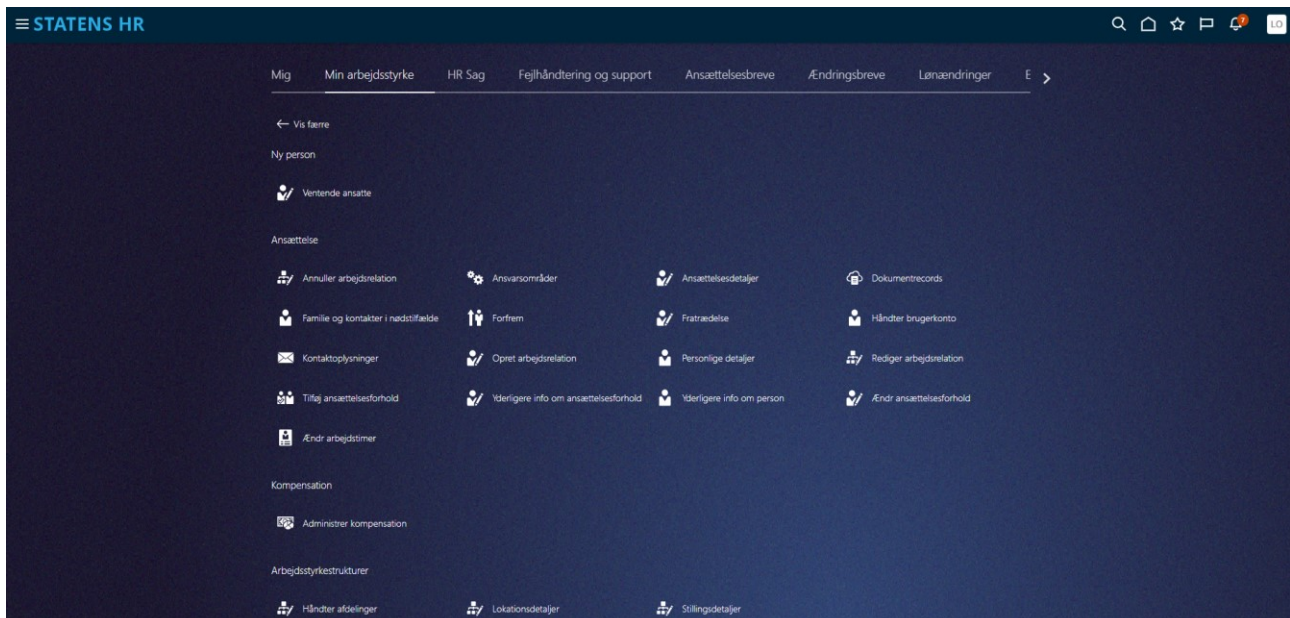 STATENS HR
7
LO
Mig Min arbejdsstyrke HR Sag Fejlhåndtering og support Ansættelsesbreve Ændringsbreve Lønændringer E
Vis færre
Ny person
Ventende ansatte
Ansættelse
Annuller arbejdsrelation Ansvarsområder Ansættelsesdetaljer Dokumentrecords
Familie og kontakter i nødstilfælde Forfrem Fratrædelse Håndter brugerkonto
Kontaktoplysninger Opret arbejdsrelation Personlige detaljer Rediger arbejdsrelation
Tilføj ansættelsesforhold Yderligere info om ansættelsesforhold Yderligere info om person Ændr ansættelsesforhold
Ændr arbejdstimer
Kompensation
Administrer kompensation
Arbejdsstyrkestrukturer
Håndter afdelinger Lokationsdetaljer Stillingsdetaljer